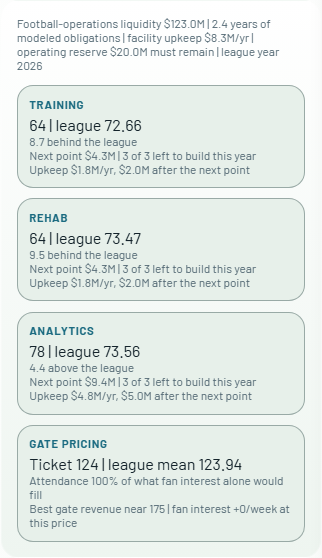 Football-operations liquidity $123.0M | 2.4 years of
modeled obligations | facility upkeep $8.3M/yr |
operating reserve $20.0M must remain | league year
2026
TRAINING
64 | league 72.66
8.7 behind the league
Next point $4.3M | 3 of 3 left to build this year
Upkeep $1.8M/yr, $2.0M after the next point
REHAB
64 | league 73.47
9.5 behind the league
Next point $4.3M | 3 of 3 left to build this year
Upkeep $1.8M/yr, $2.0M after the next point
ANALYTICS
78 | league 73.56
4.4 above the league
Next point $9.4M | 3 of 3 left to build this year
Upkeep $4.8M/yr, $5.0M after the next point
GATE PRICING
Ticket 124 | league mean 123.94
Attendance 100% of what fan interest alone would
fill
Best gate revenue near 175 | fan interest +0/week at
this price